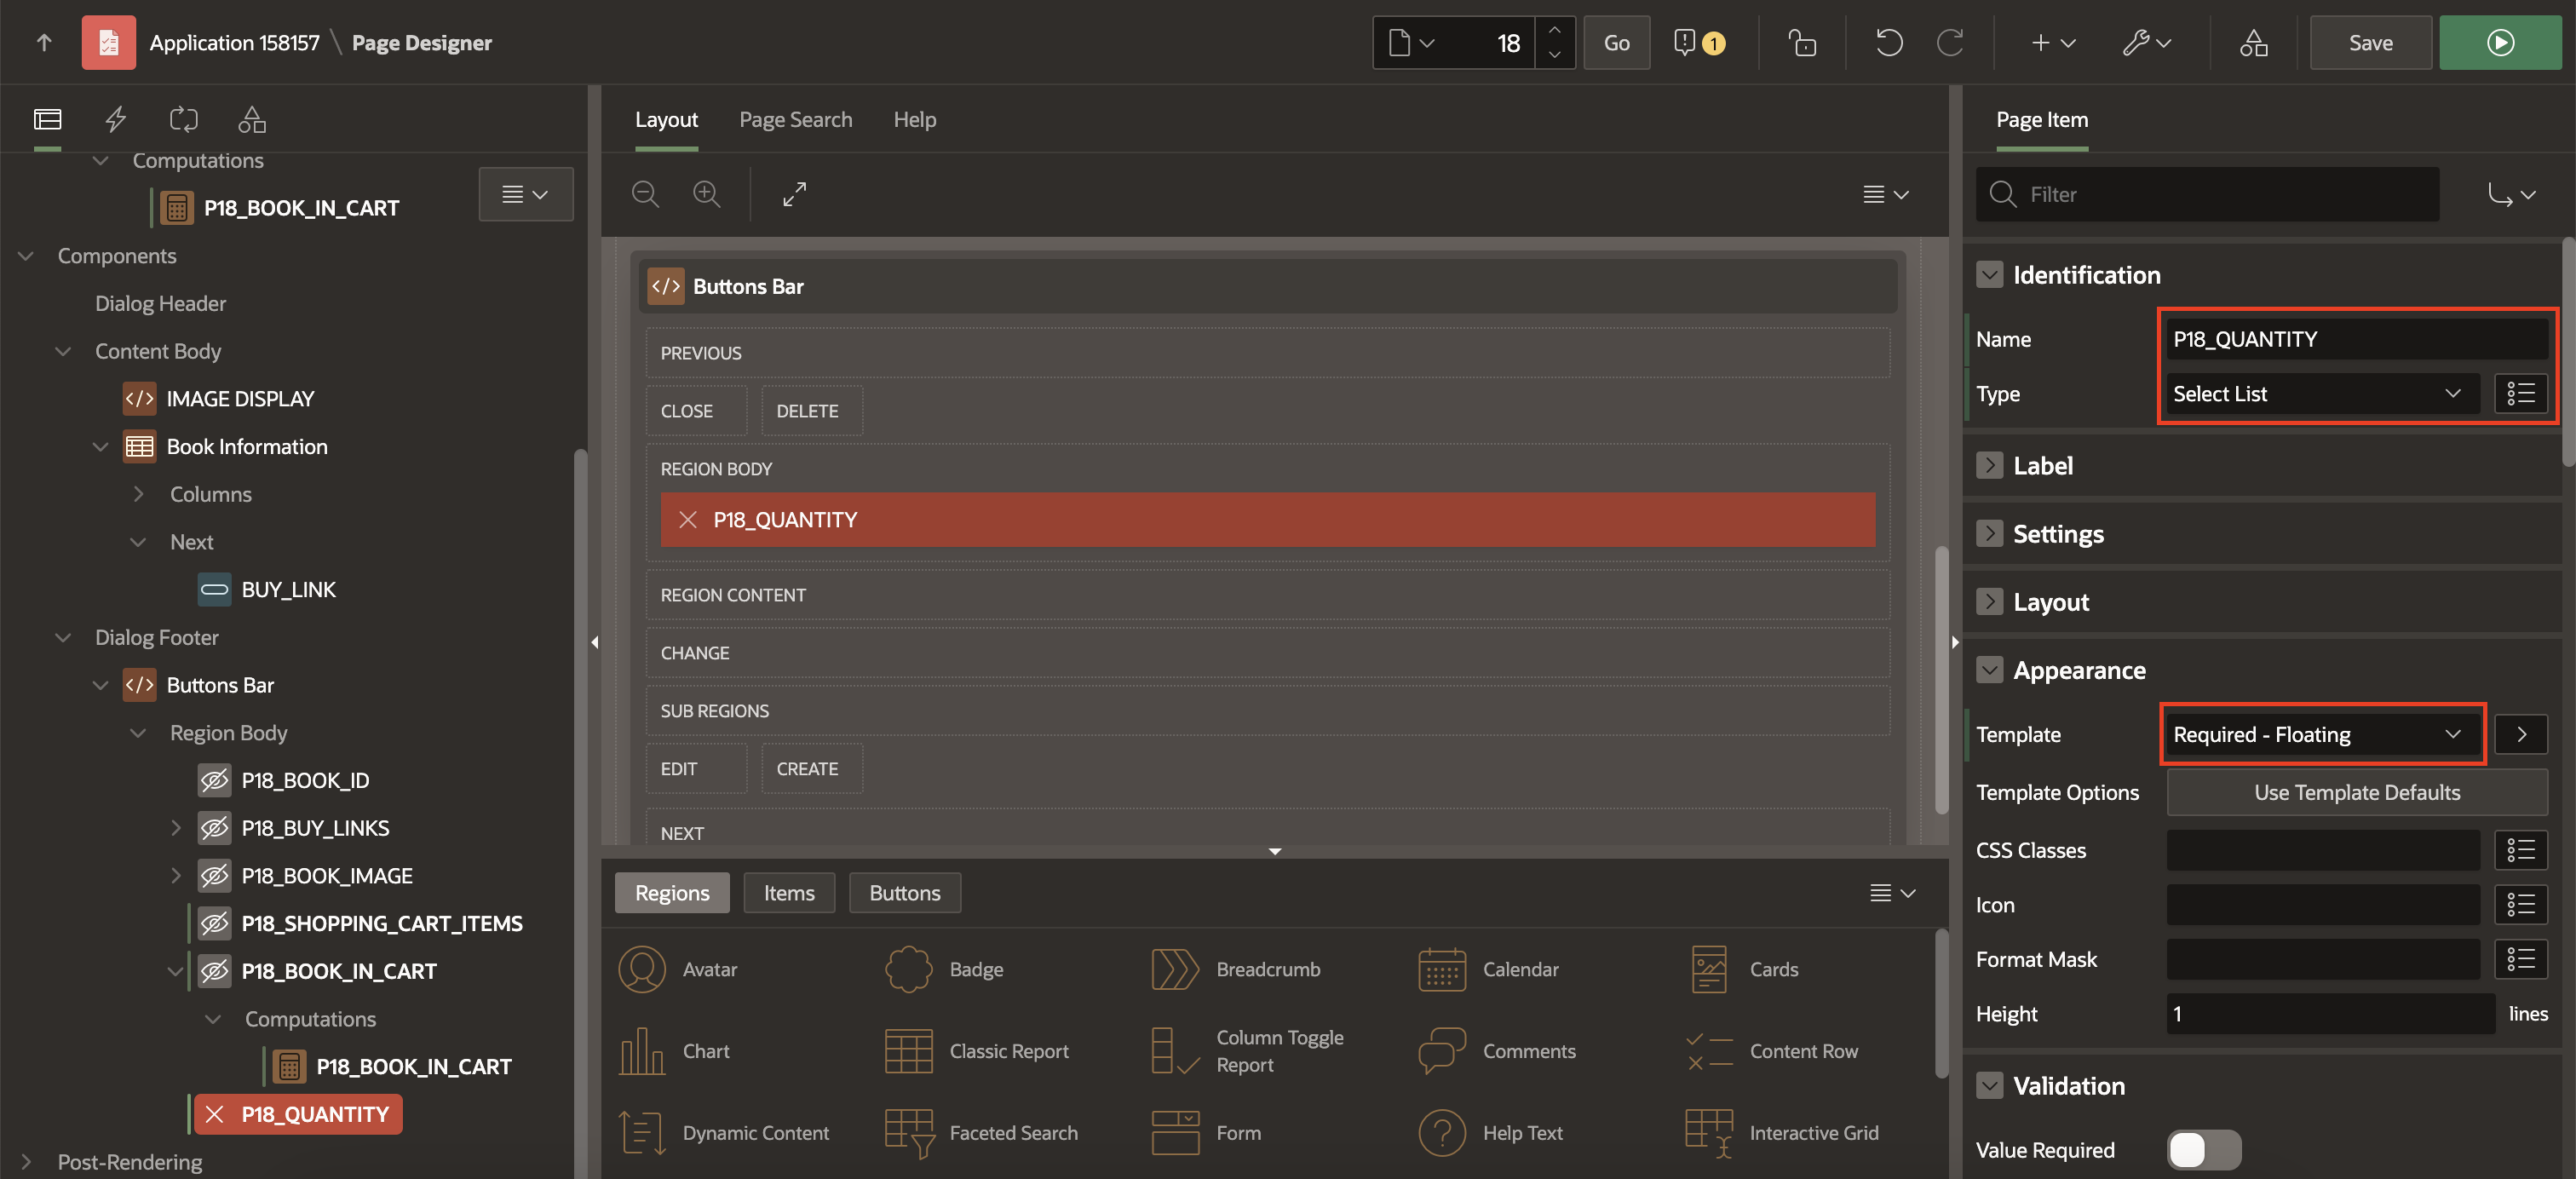 Application 158157 \ Page Designer
18
Go
1
Save
Computations
P18_BOOK_IN_CART
Components
Dialog Header
Content Body
IMAGE DISPLAY
Book Information
Columns
Next
BUY_LINK
Dialog Footer
Buttons Bar
Region Body
P18_BOOK_ID
P18_BUY_LINKS
P18_BOOK_IMAGE
P18_SHOPPING_CART_ITEMS
P18_BOOK_IN_CART
Computations
P18_BOOK_IN_CART
P18_QUANTITY
Post-Rendering
Layout Page Search Help
Buttons Bar
PREVIOUS
CLOSE DELETE
REGION BODY
P18_QUANTITY
REGION CONTENT
CHANGE
SUB REGIONS
EDIT CREATE
NEXT
Regions Items Buttons
Avatar Badge Breadcrumb Calendar Cards
Chart Classic Report Column Toggle Report Comments Content Row
Dynamic Content Faceted Search Form Help Text Interactive Grid
Page Item
Filter
Identification
Name P18_QUANTITY
Type Select List
Label
Settings
Layout
Appearance
Template Required - Floating
Template Options Use Template Defaults
CSS Classes
Icon
Format Mask
Height 1 lines
Validation
Value Required